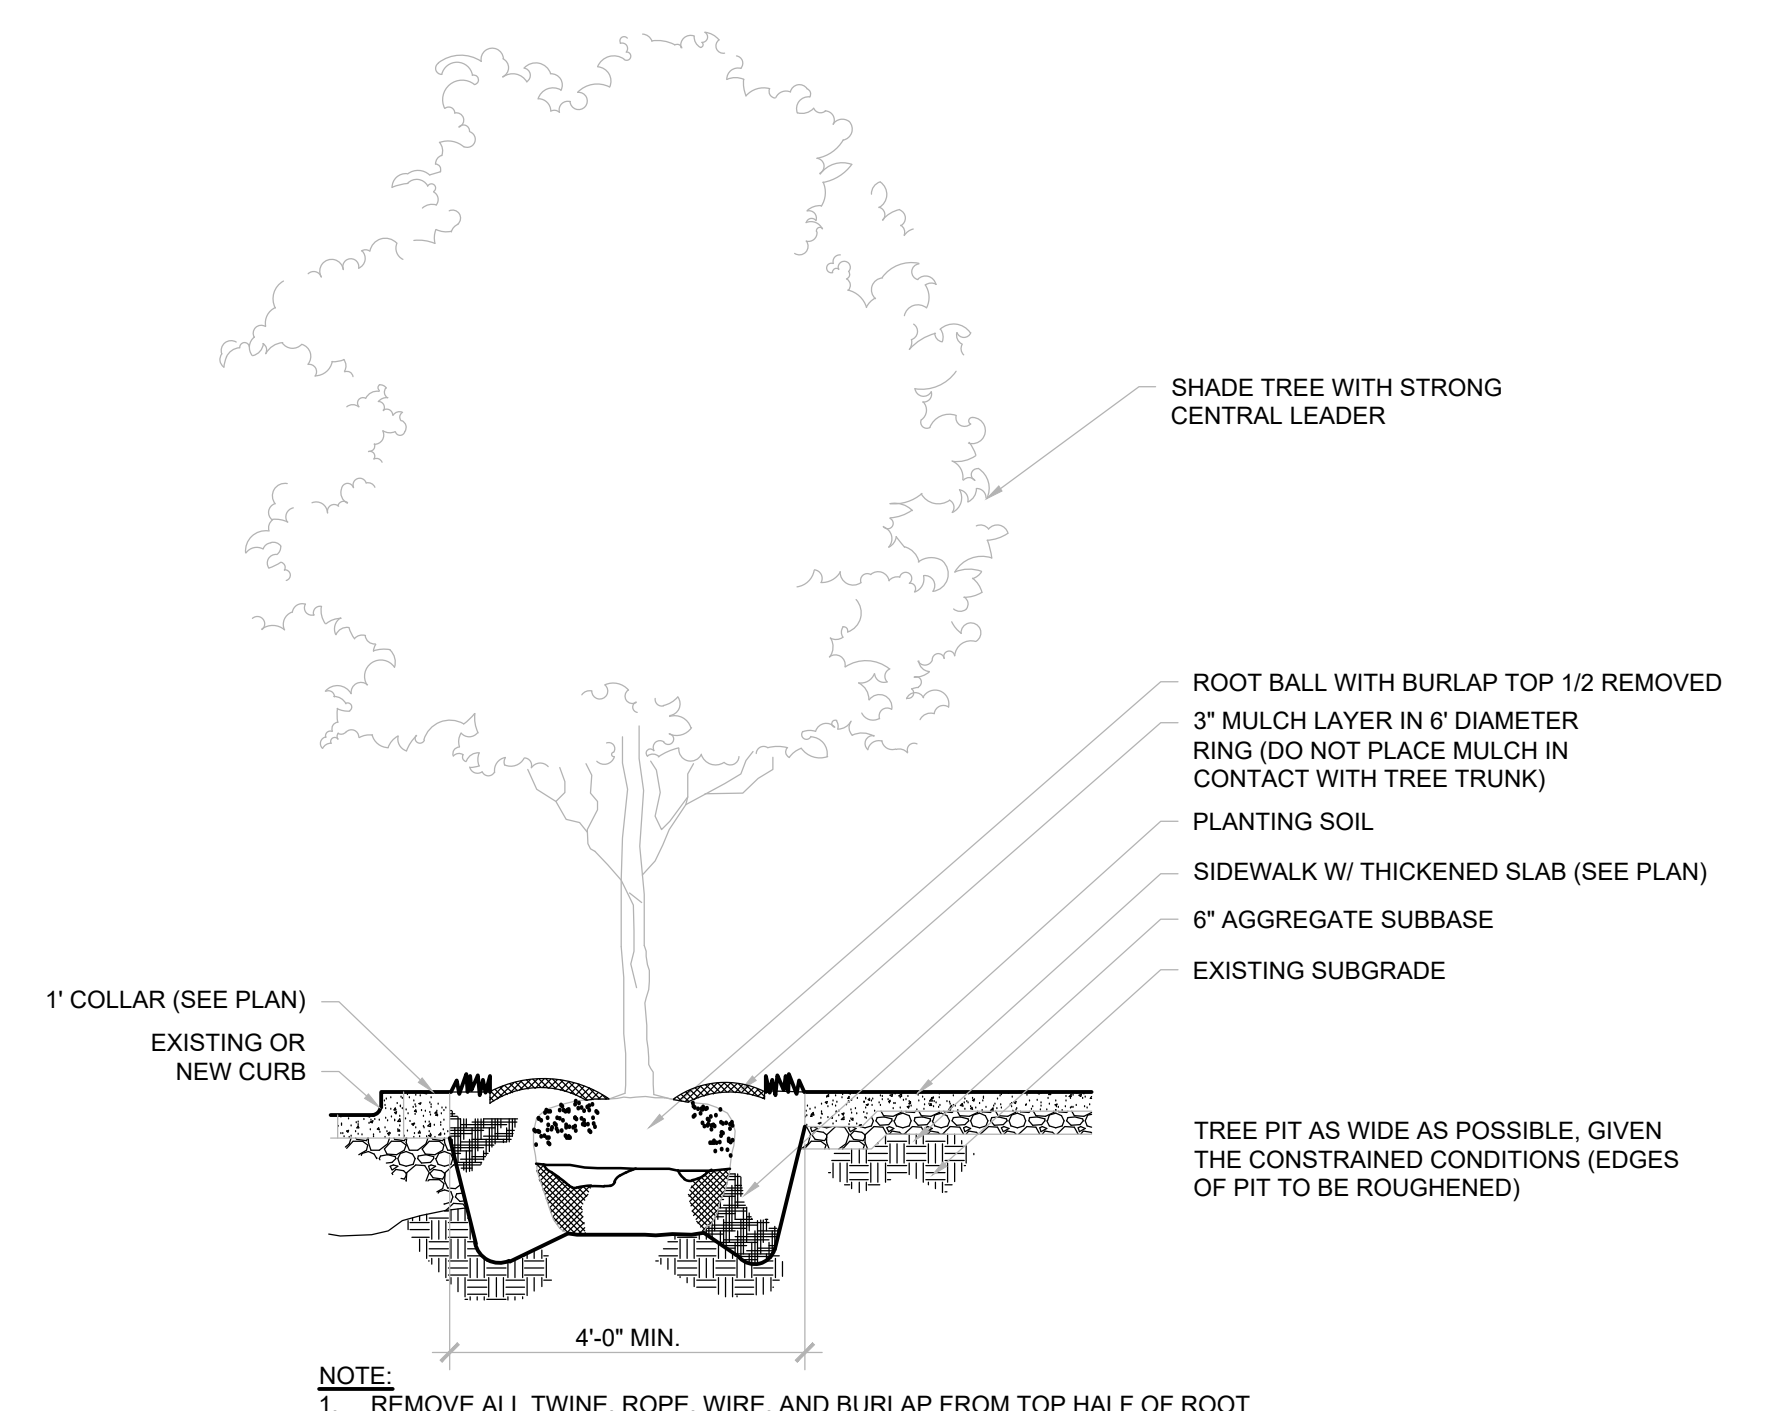 SHADE TREE WITH STRONG
CENTRAL LEADER
ROOT BALL WITH BURLAP TOP 1/2 REMOVED
3" MULCH LAYER IN 6' DIAMETER
RING (DO NOT PLACE MULCH IN
CONTACT WITH TREE TRUNK)
PLANTING SOIL
SIDEWALK W/ THICKENED SLAB (SEE PLAN)
6" AGGREGATE SUBBASE
EXISTING SUBGRADE
1' COLLAR (SEE PLAN)
EXISTING OR
NEW CURB
TREE PIT AS WIDE AS POSSIBLE, GIVEN
THE CONSTRAINED CONDITIONS (EDGES
OF PIT TO BE ROUGHENED)
4'-0" MIN.
NOTE:
1. REMOVE ALL TWINE, ROPE, WIRE, AND BURLAP FROM TOP HALF OF ROOT